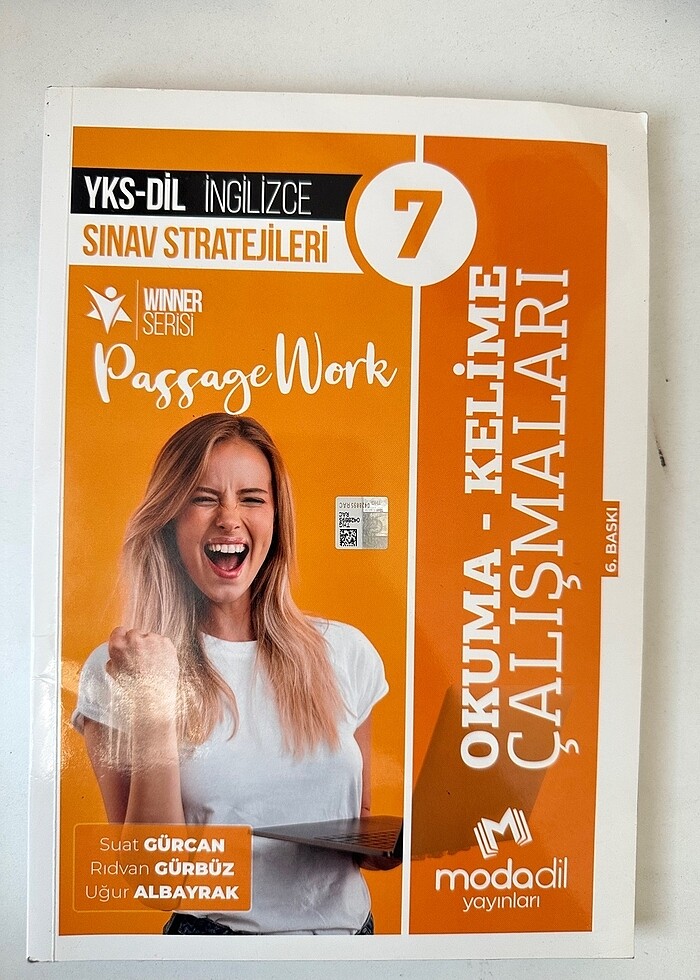 YKS-DİL İNGİLİZCE
SINAV STRATEJİLERİ
7
WINNER
SERİSİ
Passage Work
OKUMA - KELİME
ÇALIŞMALARI
6. BASKI
Suat GÜRCAN
Rıdvan GÜRBÜZ
Uğur ALBAYRAK
modadil
yayınları